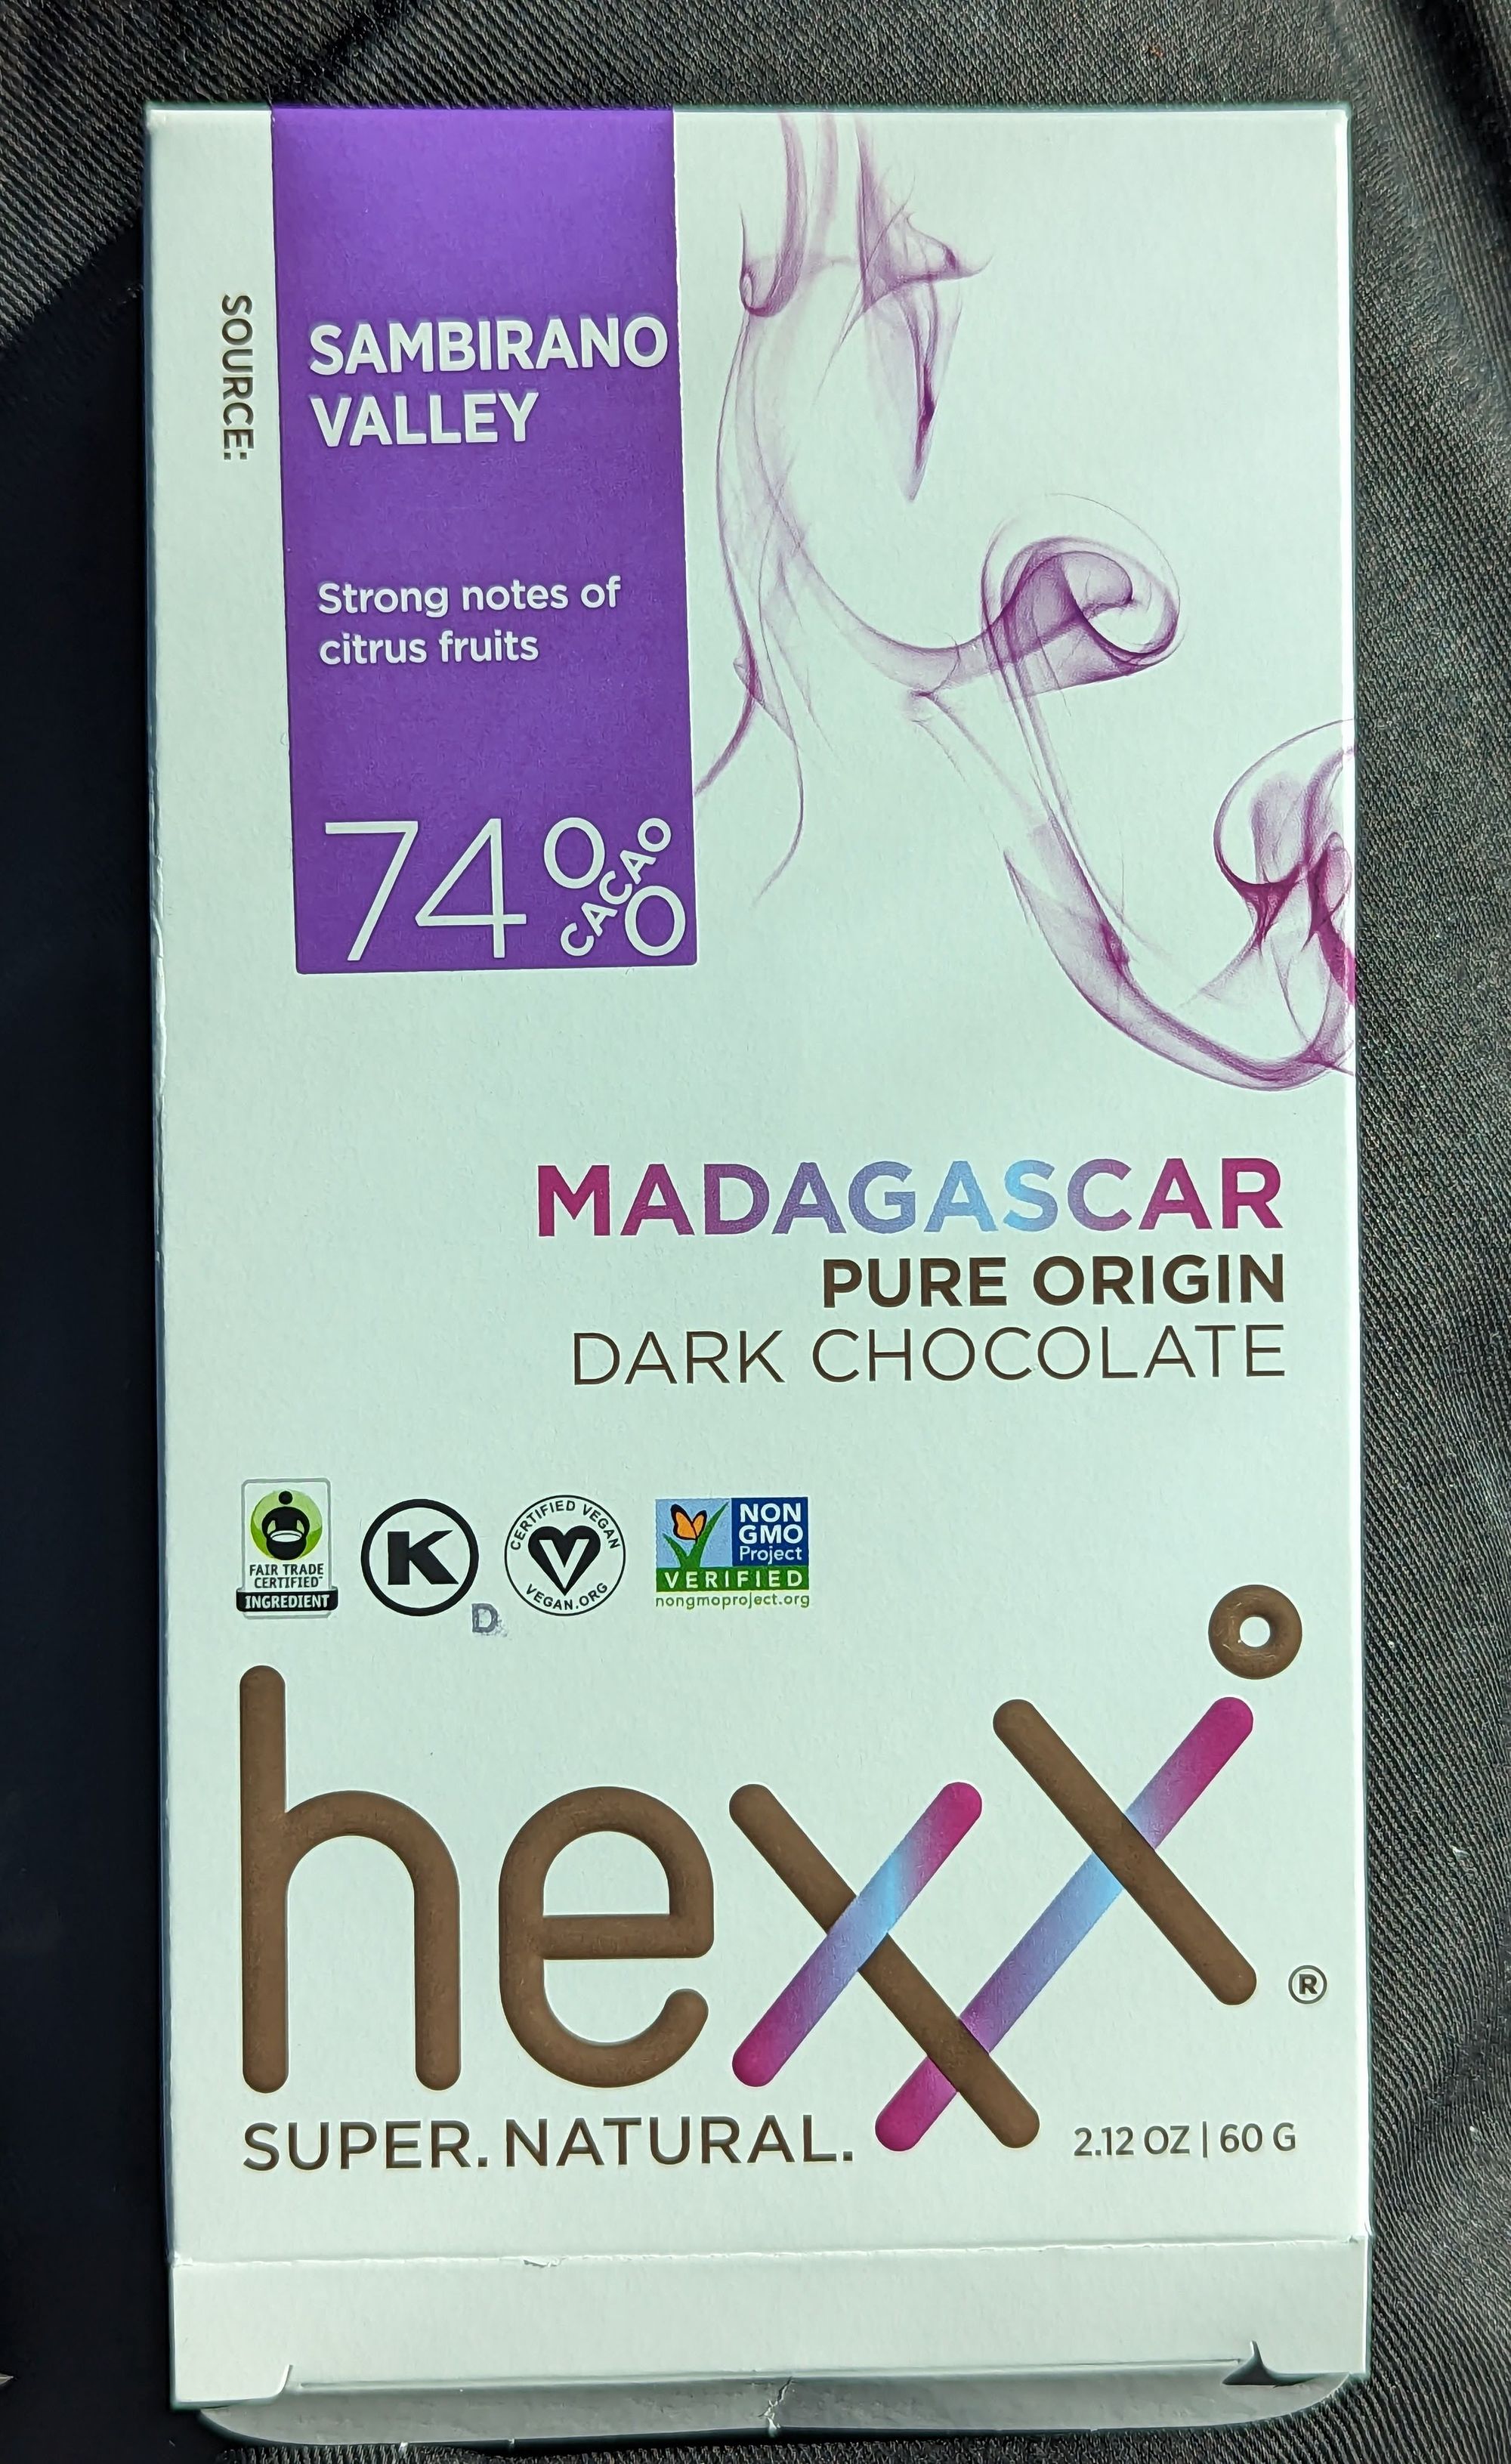 SOURCE:
SAMBIRANO
VALLEY
Strong notes of
citrus fruits
74%
CACAO
MADAGASCAR
PURE ORIGIN
DARK CHOCOLATE
FAIR TRADE
CERTIFIED™
INGREDIENT
K
D
CERTIFIED VEGAN
V
VEGAN.ORG
NON
GMO
Project
VERIFIED
nongmoproject.org
hexx
®
SUPER. NATURAL.
2.12 OZ | 60 G